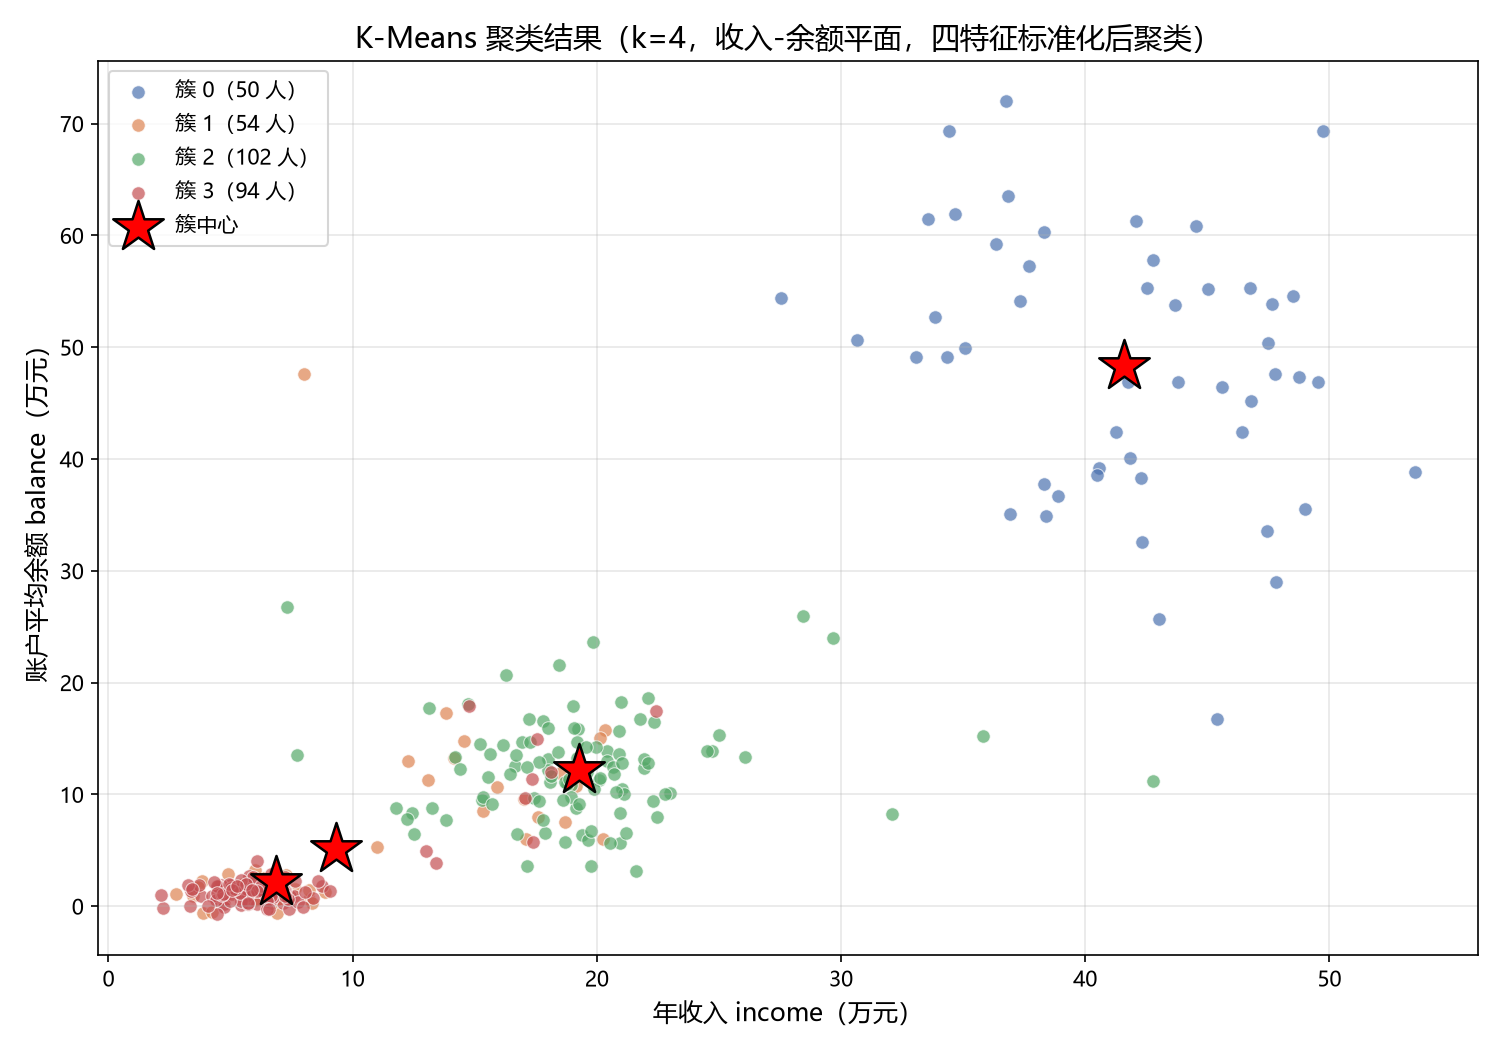 K-Means 聚类结果（k=4，收入-余额平面，四特征标准化后聚类）
簇 0（50 人）
簇 1（54 人）
簇 2（102 人）
簇 3（94 人）
簇中心
账户平均余额 balance（万元）
70
60
50
40
30
20
10
0
0 10 20 30 40 50
年收入 income（万元）